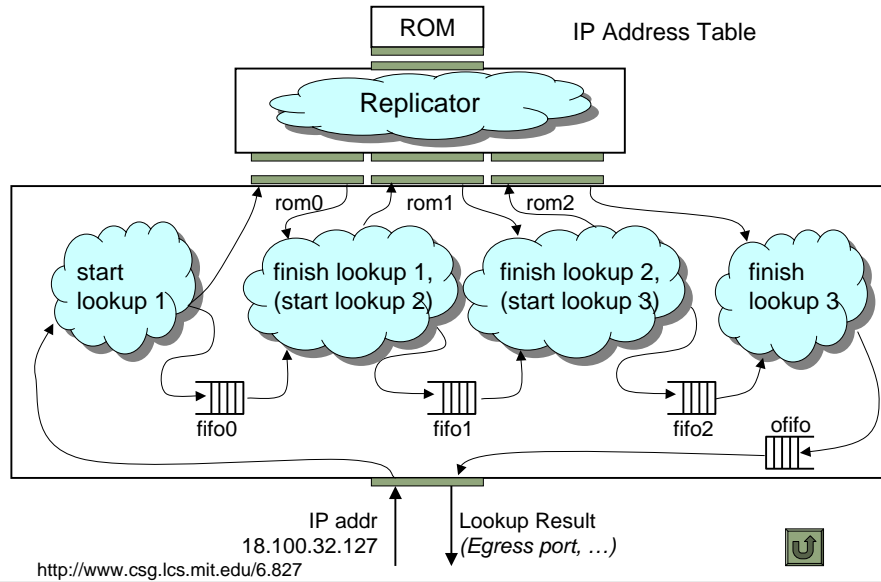 ROM
IP Address Table
Replicator
rom0
rom1
rom2
start
lookup 1
finish lookup 1,
(start lookup 2)
finish lookup 2,
(start lookup 3)
finish
lookup 3
fifo0
fifo1
fifo2
ofifo
IP addr
18.100.32.127
Lookup Result
(Egress port, …)
http://www.csg.lcs.mit.edu/6.827